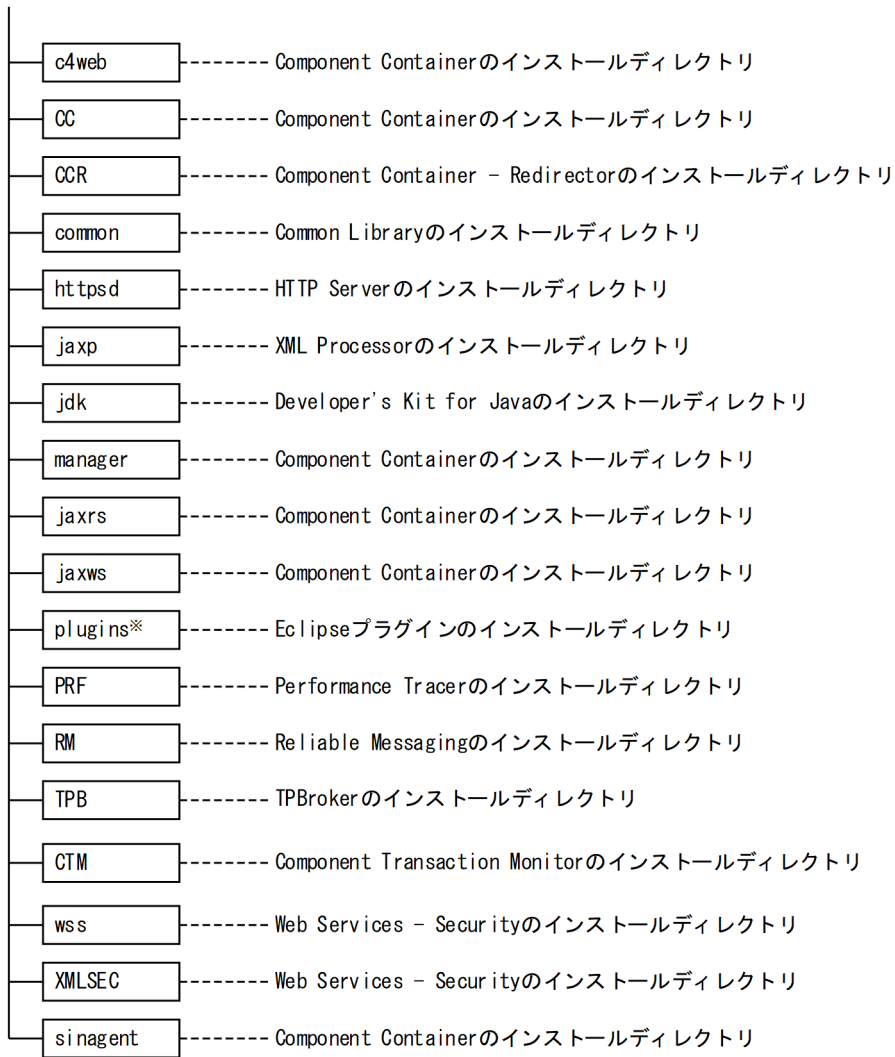 c4web Component Containerのインストールディレクトリ
CC Component Containerのインストールディレクトリ
CCR Component Container － Redirectorのインストールディレクトリ
common Common Libraryのインストールディレクトリ
httpsd HTTP Serverのインストールディレクトリ
jaxp XML Processorのインストールディレクトリ
jdk Developer's Kit for Javaのインストールディレクトリ
manager Component Containerのインストールディレクトリ
jaxrs Component Containerのインストールディレクトリ
jaxws Component Containerのインストールディレクトリ
plugins※ Eclipseプラグインのインストールディレクトリ
PRF Performance Tracerのインストールディレクトリ
RM Reliable Messagingのインストールディレクトリ
TPB TPBrokerのインストールディレクトリ
CTM Component Transaction Monitorのインストールディレクトリ
wss Web Services － Securityのインストールディレクトリ
XMLSEC Web Services － Securityのインストールディレクトリ
sinagent Component Containerのインストールディレクトリ